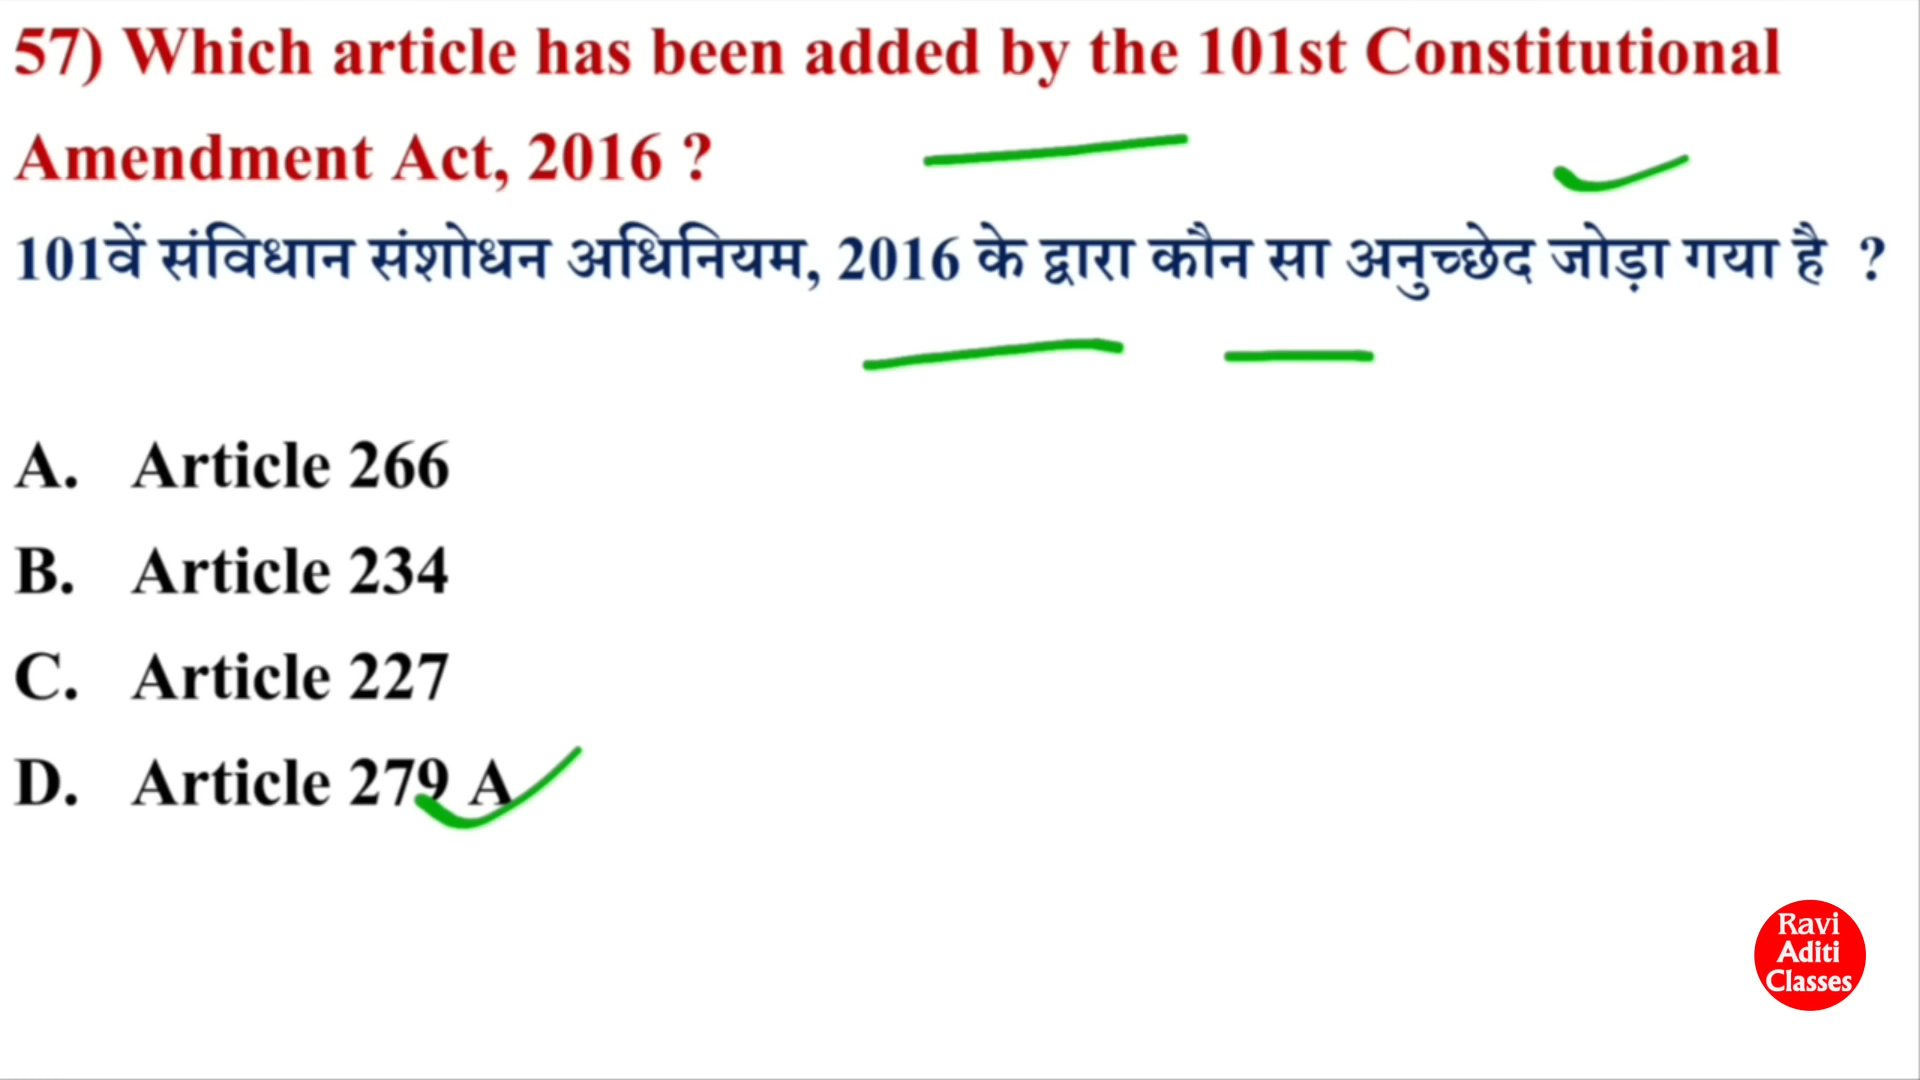 57) Which article has been added by the 101st Constitutional
Amendment Act, 2016 ?
101वें संविधान संशोधन अधिनियम, 2016 के द्वारा कौन सा अनुच्छेद जोड़ा गया है ?
A. Article 266
B. Article 234
C. Article 227
D. Article 279 A
Ravi
Aditi
Classes